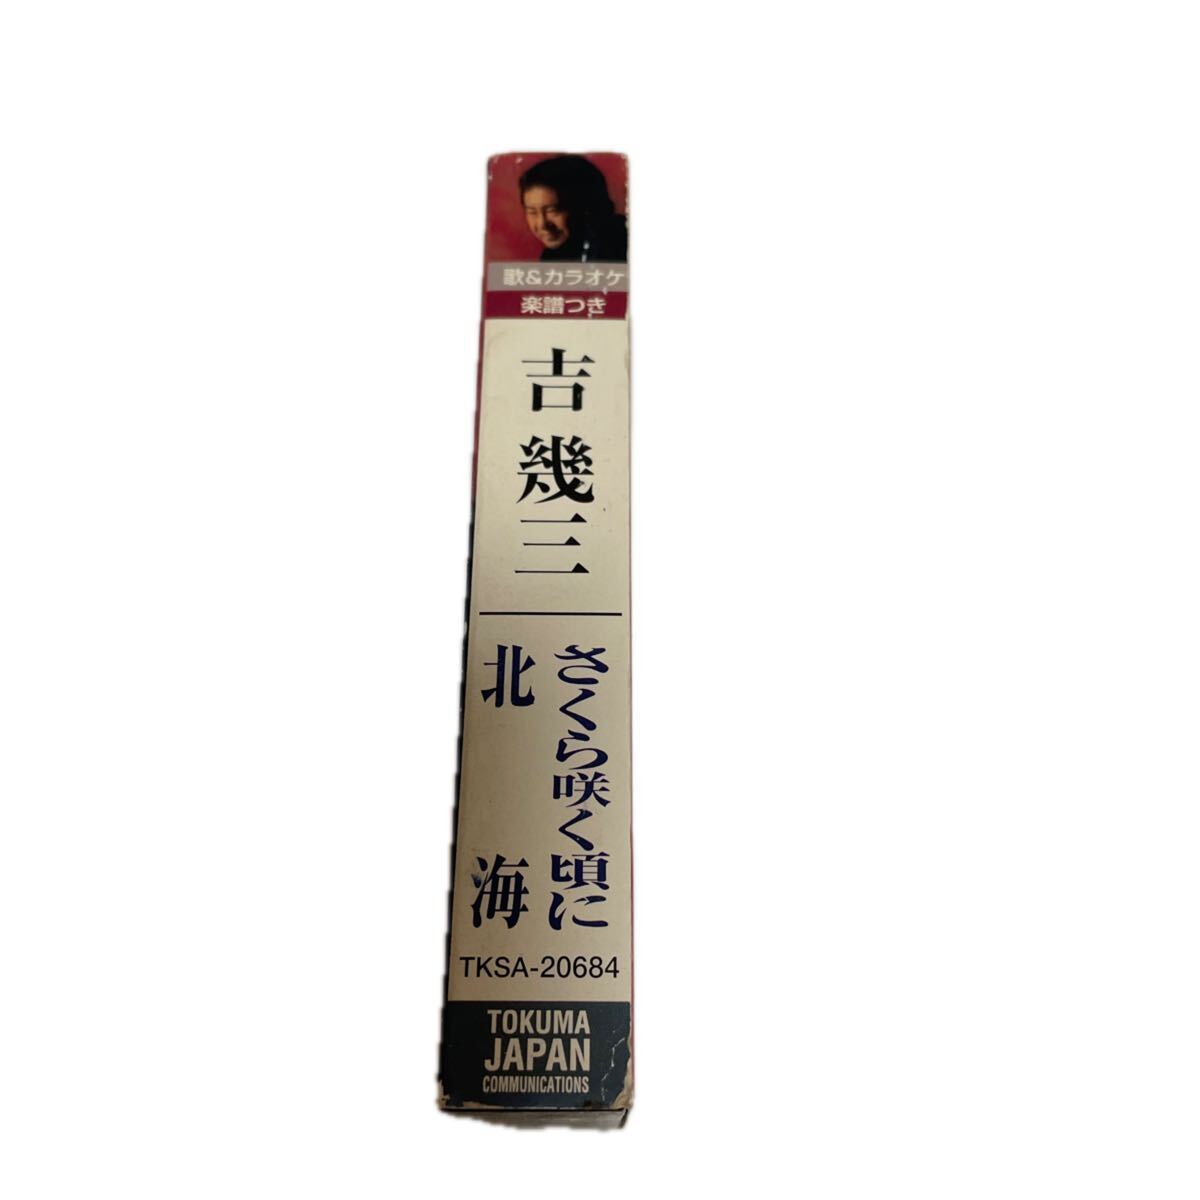 歌&カラオケ
楽譜つき
吉幾三
さくら咲く頃に
北海
TKSA-20684
TOKUMA
JAPAN
COMMUNICATIONS